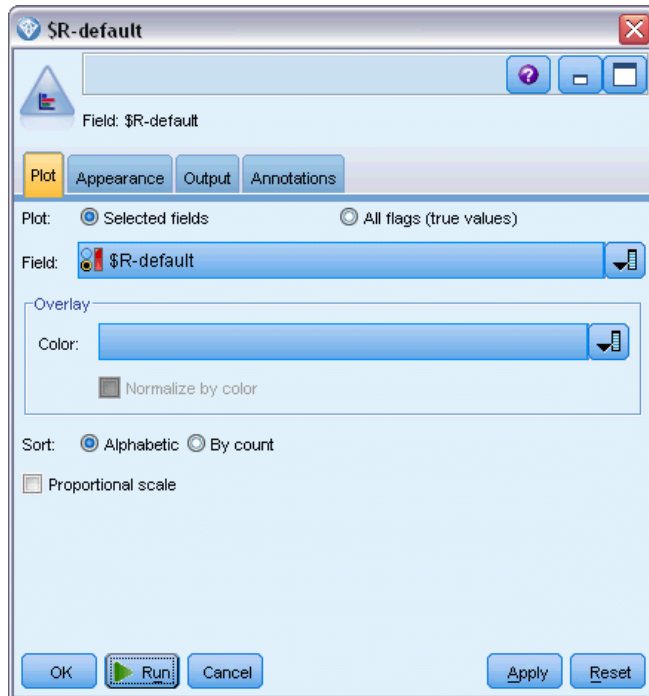 $R-default
?
Field: $R-default
Plot Appearance Output Annotations
Plot: Selected fields All flags (true values)
Field: $R-default
Overlay
Color:
Normalize by color
Sort: Alphabetic By count
Proportional scale
OK Run Cancel Apply Reset